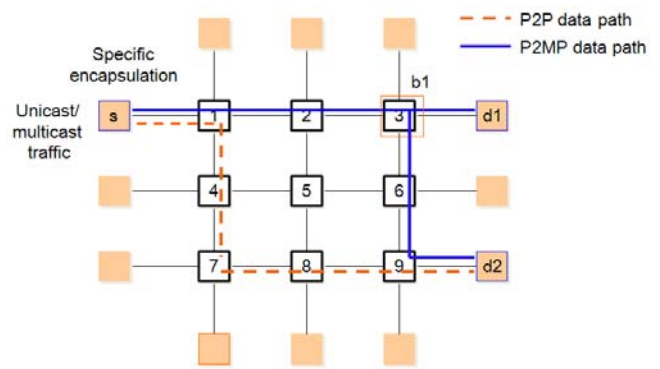 P2P data path
P2MP data path
Specific
encapsulation
b1
Unicast/
multicast
traffic
s
1
2
3
d1
4
5
6
7
8
9
d2